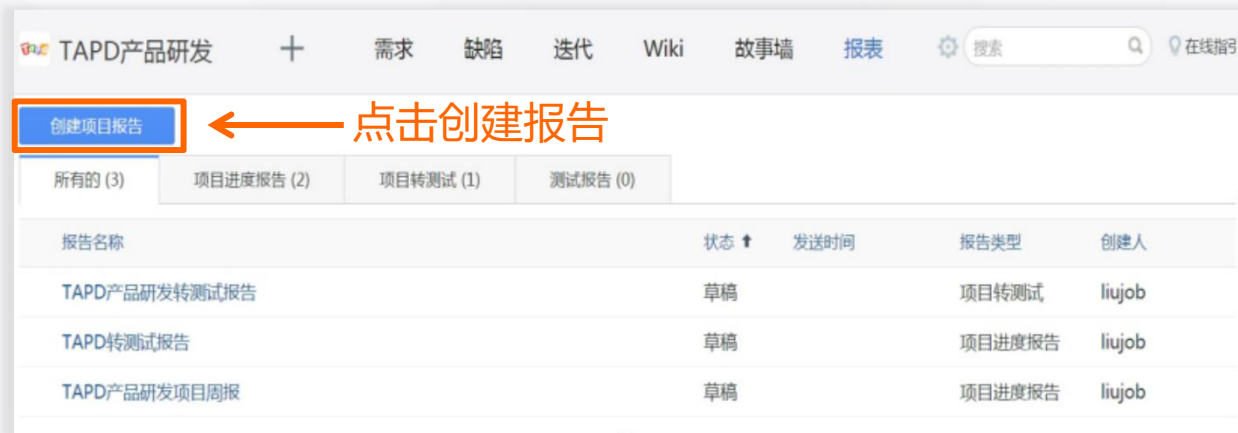 TAPD产品研发 + 需求 缺陷 迭代 Wiki 故事墙 报表 搜索 在线指引
创建项目报告 点击创建报告
所有的 (3) 项目进度报告 (2) 项目转测试 (1) 测试报告 (0)
报告名称 状态 发送时间 报告类型 创建人
TAPD产品研发转测试报告 草稿 项目转测试 liujob
TAPD转测试报告 草稿 项目进度报告 liujob
TAPD产品研发项目周报 草稿 项目进度报告 liujob